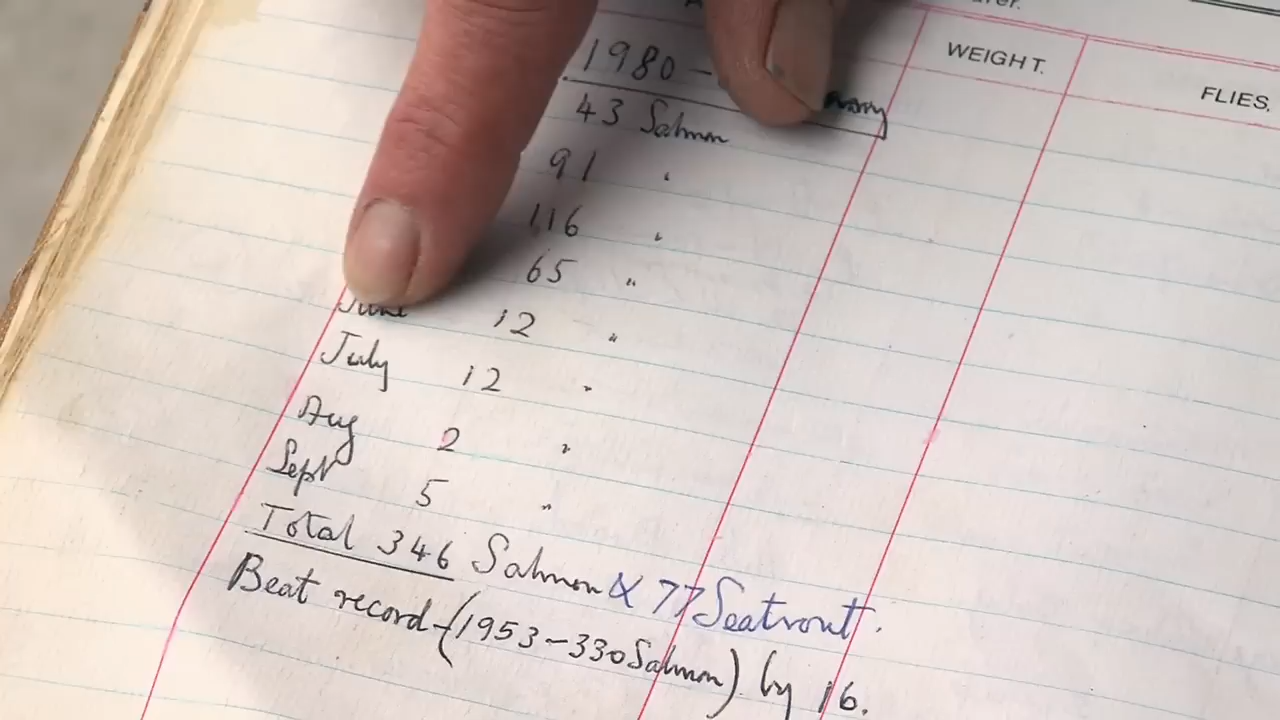 WEIGHT.
FLIES.
1980 -
43 Salmon
91 "
116 "
65 "
June 12 "
July 12 "
Aug 2 "
Sept 5 "
Total 346 Salmon & 77 Seatrout.
Beat record - (1953 - 330 Salmon) by 16.